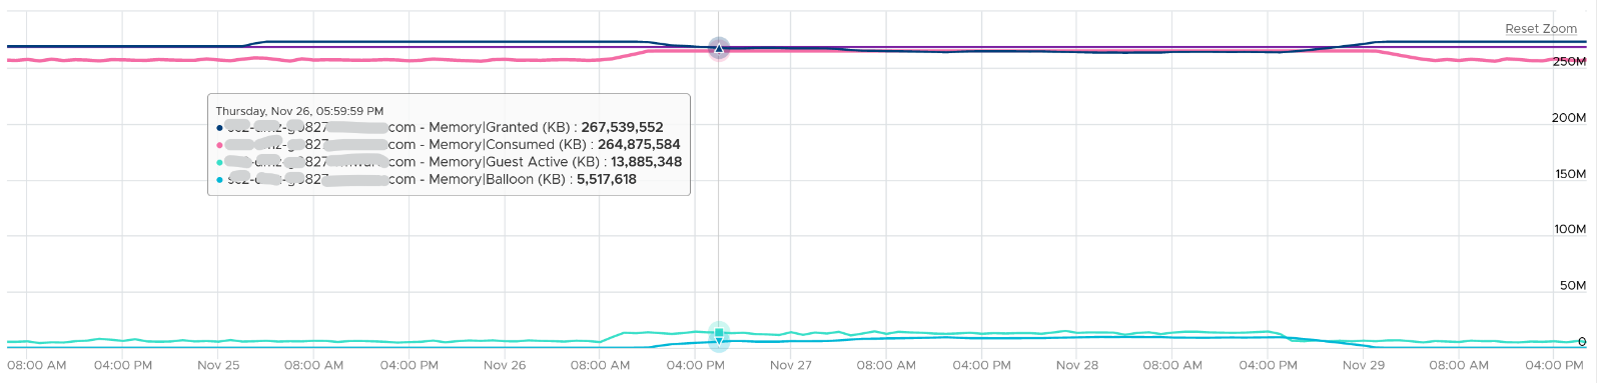 Reset Zoom
250M
200M
150M
100M
50M
0
Thursday, Nov 26, 05:59:59 PM
827 com - Memory|Granted (KB) : 267,539,552
827 com - Memory|Consumed (KB) : 264,875,584
827 com - Memory|Guest Active (KB) : 13,885,348
827 com - Memory|Balloon (KB) : 5,517,618
08:00 AM 04:00 PM Nov 25 08:00 AM 04:00 PM Nov 26 08:00 AM 04:00 PM Nov 27 08:00 AM 04:00 PM Nov 28 08:00 AM 04:00 PM Nov 29 08:00 AM 04:00 PM